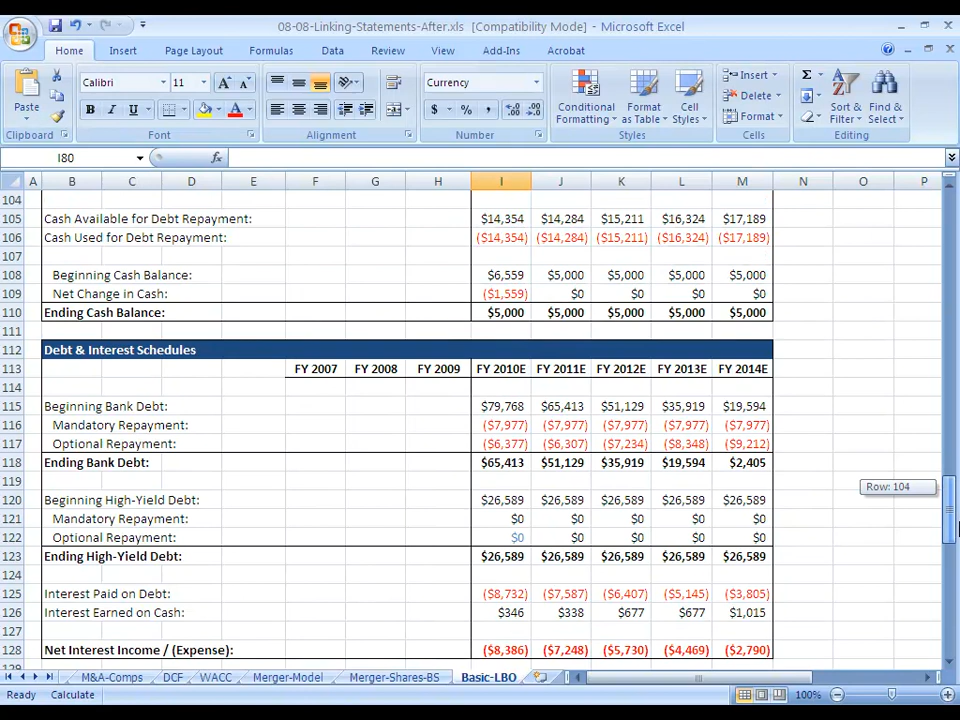 08-08-Linking-Statements-After.xls [Compatibility Mode] - Microsoft Excel
Home Insert Page Layout Formulas Data Review View Add-Ins Acrobat
Paste Calibri 11 B I U A Currency $ % , Conditional Formatting Format as Table Cell Styles Insert Delete Format Σ Sort & Filter Find & Select
Clipboard Font Alignment Number Styles Cells Editing
I80 fx
A B C D E F G H I J K L M N O P
104
105 Cash Available for Debt Repayment: $14,354 $14,284 $15,211 $16,324 $17,189
106 Cash Used for Debt Repayment: ($14,354) ($14,284) ($15,211) ($16,324) ($17,189)
107
108 Beginning Cash Balance: $6,559 $5,000 $5,000 $5,000 $5,000
109 Net Change in Cash: ($1,559) $0 $0 $0 $0
110 Ending Cash Balance: $5,000 $5,000 $5,000 $5,000 $5,000
111
112 Debt & Interest Schedules
113 FY 2007 FY 2008 FY 2009 FY 2010E FY 2011E FY 2012E FY 2013E FY 2014E
114
115 Beginning Bank Debt: $79,768 $65,413 $51,129 $35,919 $19,594
116 Mandatory Repayment: ($7,977) ($7,977) ($7,977) ($7,977) ($7,977)
117 Optional Repayment: ($6,377) ($6,307) ($7,234) ($8,348) ($9,212)
118 Ending Bank Debt: $65,413 $51,129 $35,919 $19,594 $2,405
119
Row: 104
120 Beginning High-Yield Debt: $26,589 $26,589 $26,589 $26,589 $26,589
121 Mandatory Repayment: $0 $0 $0 $0 $0
122 Optional Repayment: $0 $0 $0 $0 $0
123 Ending High-Yield Debt: $26,589 $26,589 $26,589 $26,589 $26,589
124
125 Interest Paid on Debt: ($8,732) ($7,587) ($6,407) ($5,145) ($3,805)
126 Interest Earned on Cash: $346 $338 $677 $677 $1,015
127
128 Net Interest Income / (Expense): ($8,386) ($7,248) ($5,730) ($4,469) ($2,790)
129
M&A-Comps DCF WACC Merger-Model Merger-Shares-BS Basic-LBO
Ready Calculate 100%